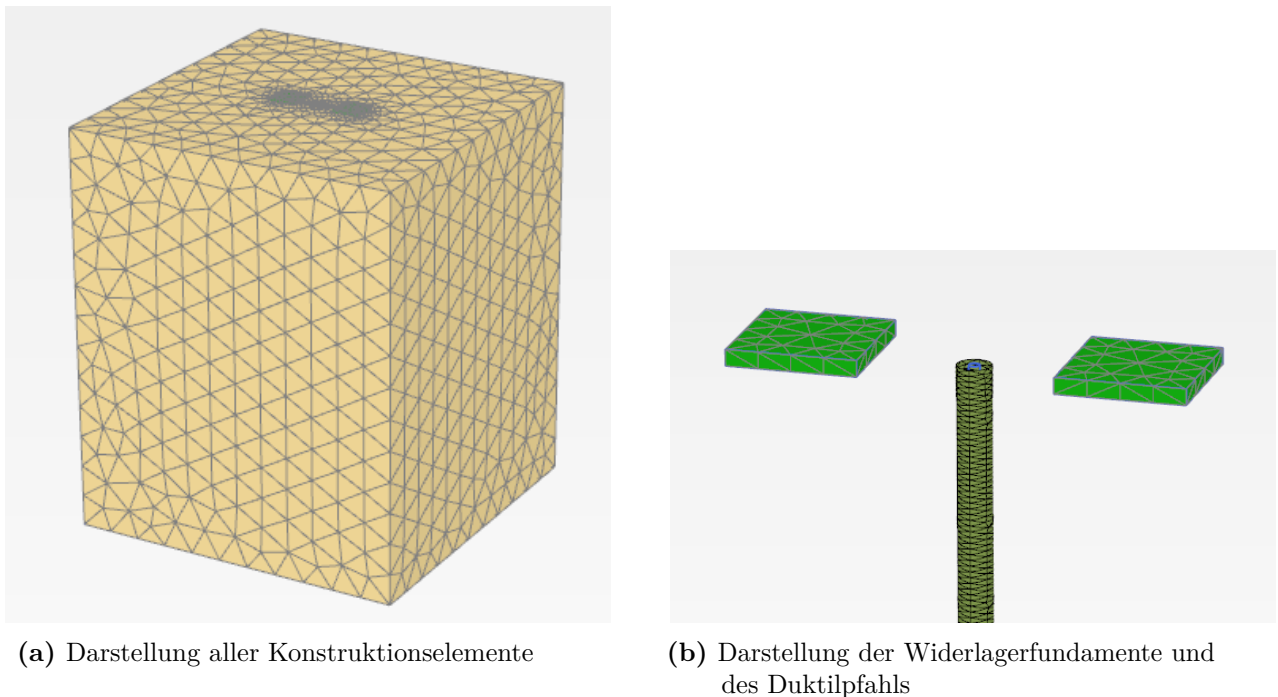 (a) Darstellung aller Konstruktionselemente
(b) Darstellung der Widerlagerfundamente und
des Duktilpfahls